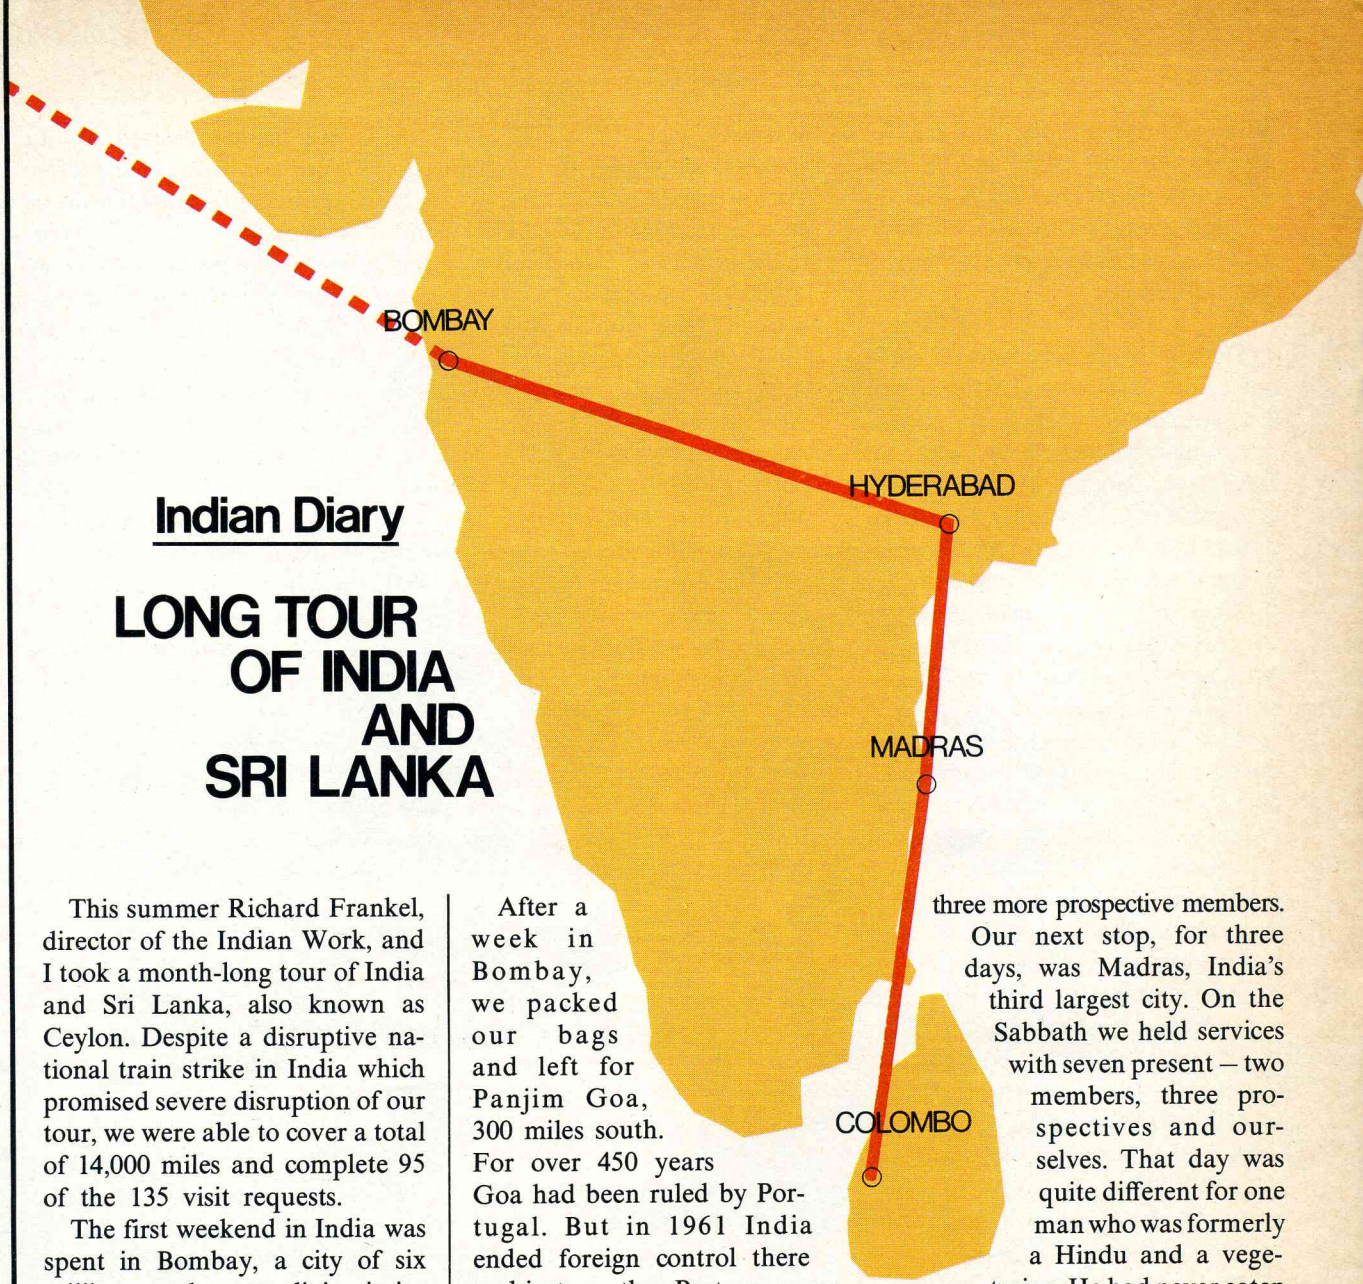 BOMBAY
HYDERABAD
MADRAS
COLOMBO
Indian Diary
LONG TOUR
OF INDIA
AND
SRI LANKA
This summer Richard Frankel,
director of the Indian Work, and
I took a month-long tour of India
and Sri Lanka, also known as
Ceylon. Despite a disruptive na-
tional train strike in India which
promised severe disruption of our
tour, we were able to cover a total
of 14,000 miles and complete 95
of the 135 visit requests.
The first weekend in India was
spent in Bombay, a city of six
After a
week in
Bombay,
we packed
our bags
and left for
Panjim Goa,
300 miles south.
For over 450 years
Goa had been ruled by Por-
tugal. But in 1961 India
ended foreign control there
three more prospective members.
Our next stop, for three
days, was Madras, India's
third largest city. On the
Sabbath we held services
with seven present — two
members, three pro-
spectives and our-
selves. That day was
quite different for one
man who was formerly
a Hindu and a vege-